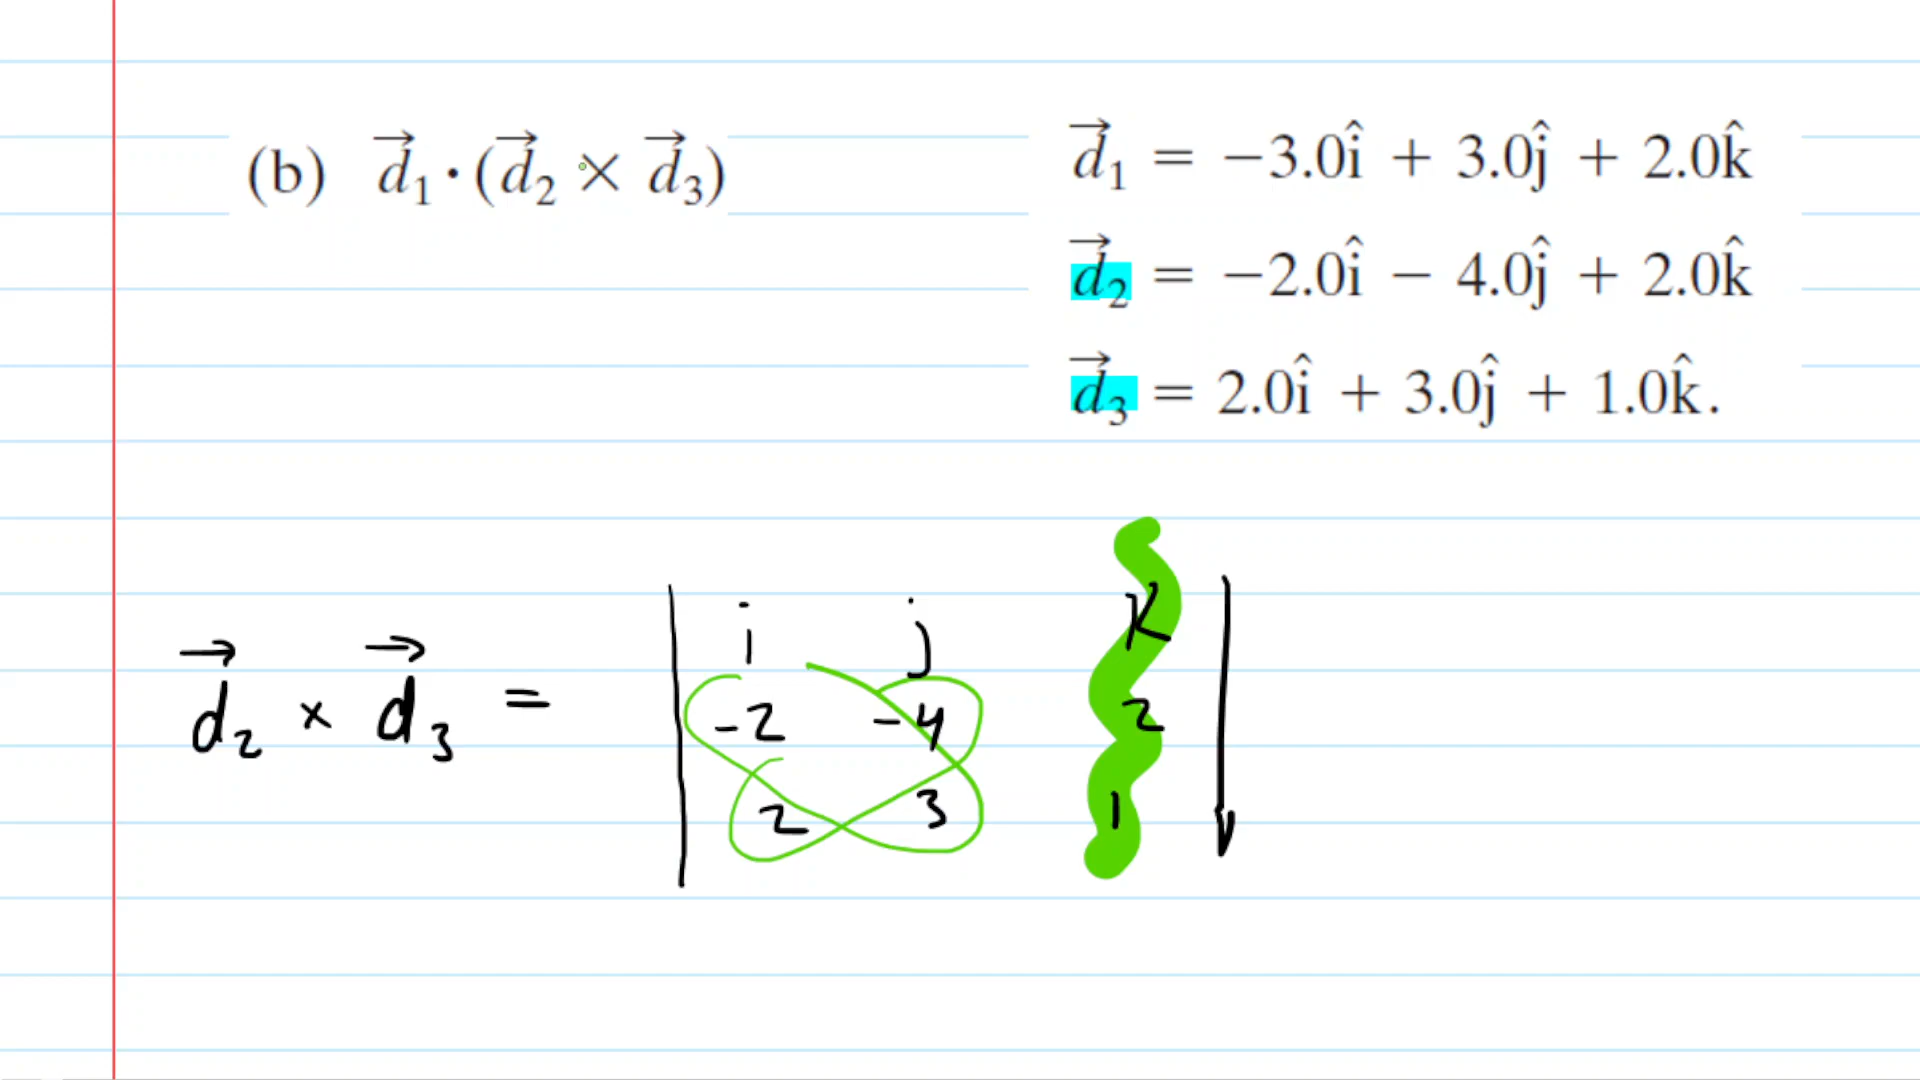 (b) d⃗₁ · (d⃗₂ × d⃗₃)
d⃗₁ = −3.0î + 3.0ĵ + 2.0k̂
d⃗₂ = −2.0î − 4.0ĵ + 2.0k̂
d⃗₃ = 2.0î + 3.0ĵ + 1.0k̂.
i j K
d⃗₂ × d⃗₃ = | -2 -4 2 |
2 3 1